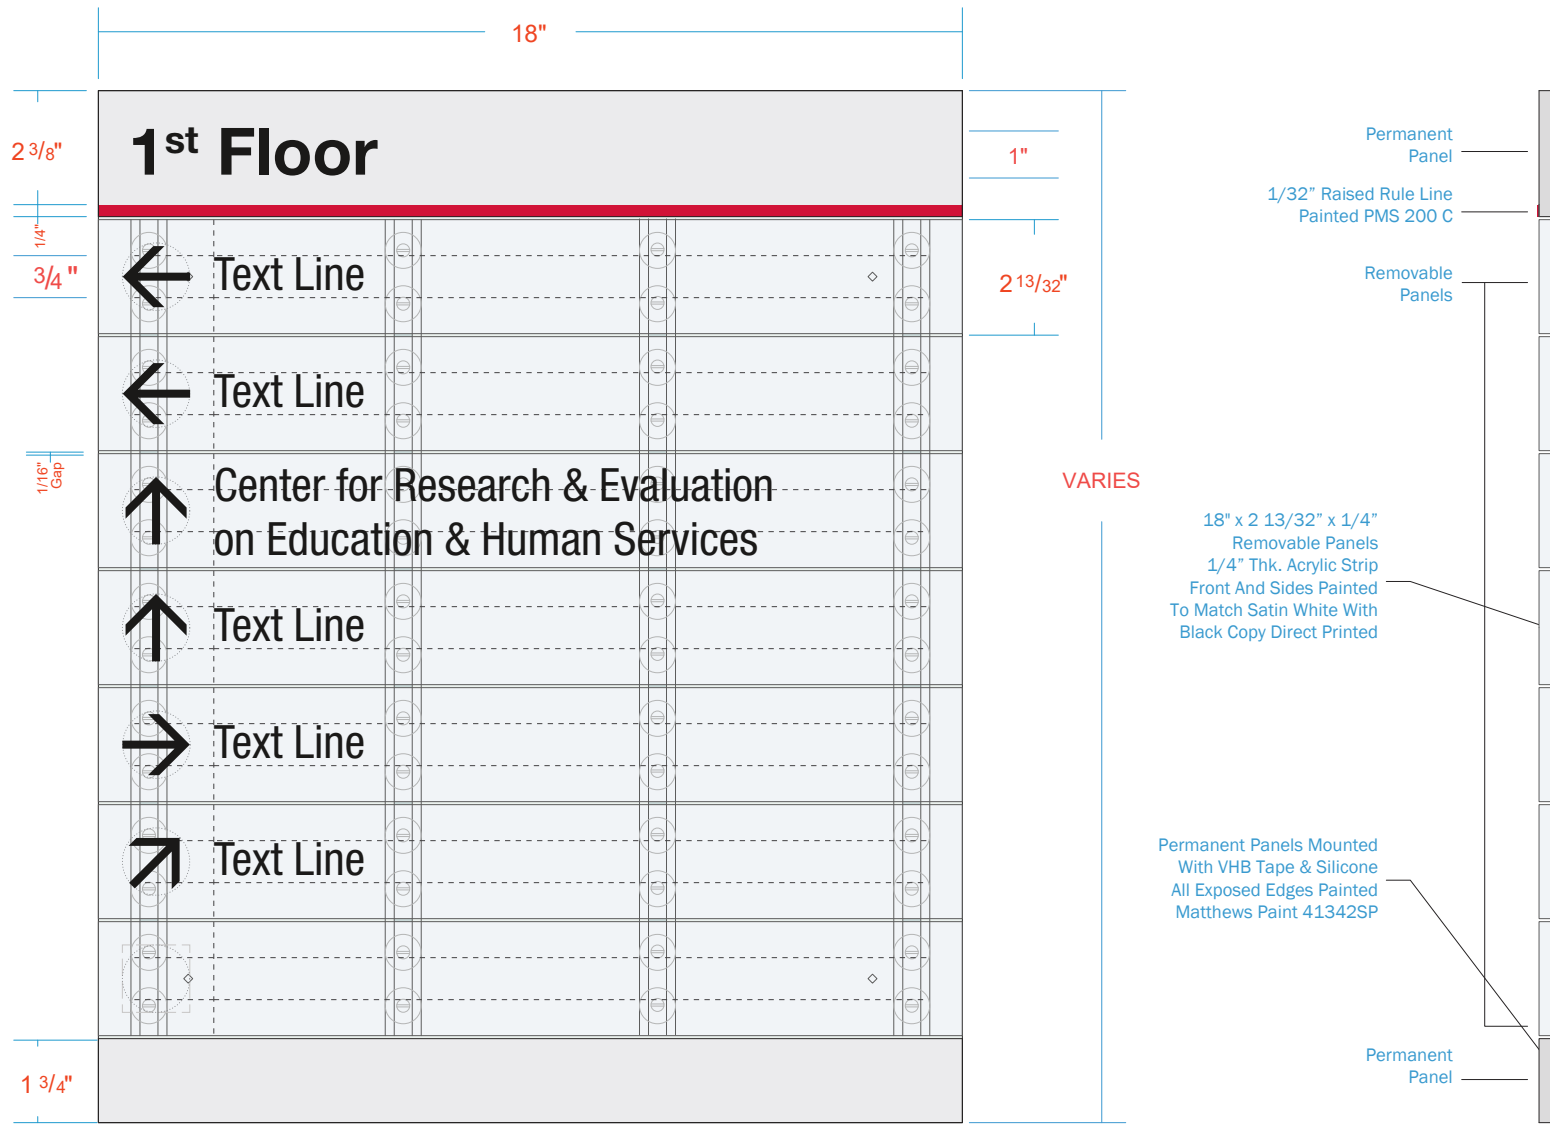 18"
2 3/8"
1st Floor
1"
Permanent
Panel
1/32” Raised Rule Line
Painted PMS 200 C
1/4"
3/4 "
Text Line
2 13/32"
Removable
Panels
Text Line
1/16"
Gap
Center for Research & Evaluation
on Education & Human Services
VARIES
18" x 2 13/32” x 1/4”
Removable Panels
1/4” Thk. Acrylic Strip
Front And Sides Painted
To Match Satin White With
Black Copy Direct Printed
Text Line
Text Line
Text Line
Permanent Panels Mounted
With VHB Tape & Silicone
All Exposed Edges Painted
Matthews Paint 41342SP
1 3/4"
Permanent
Panel